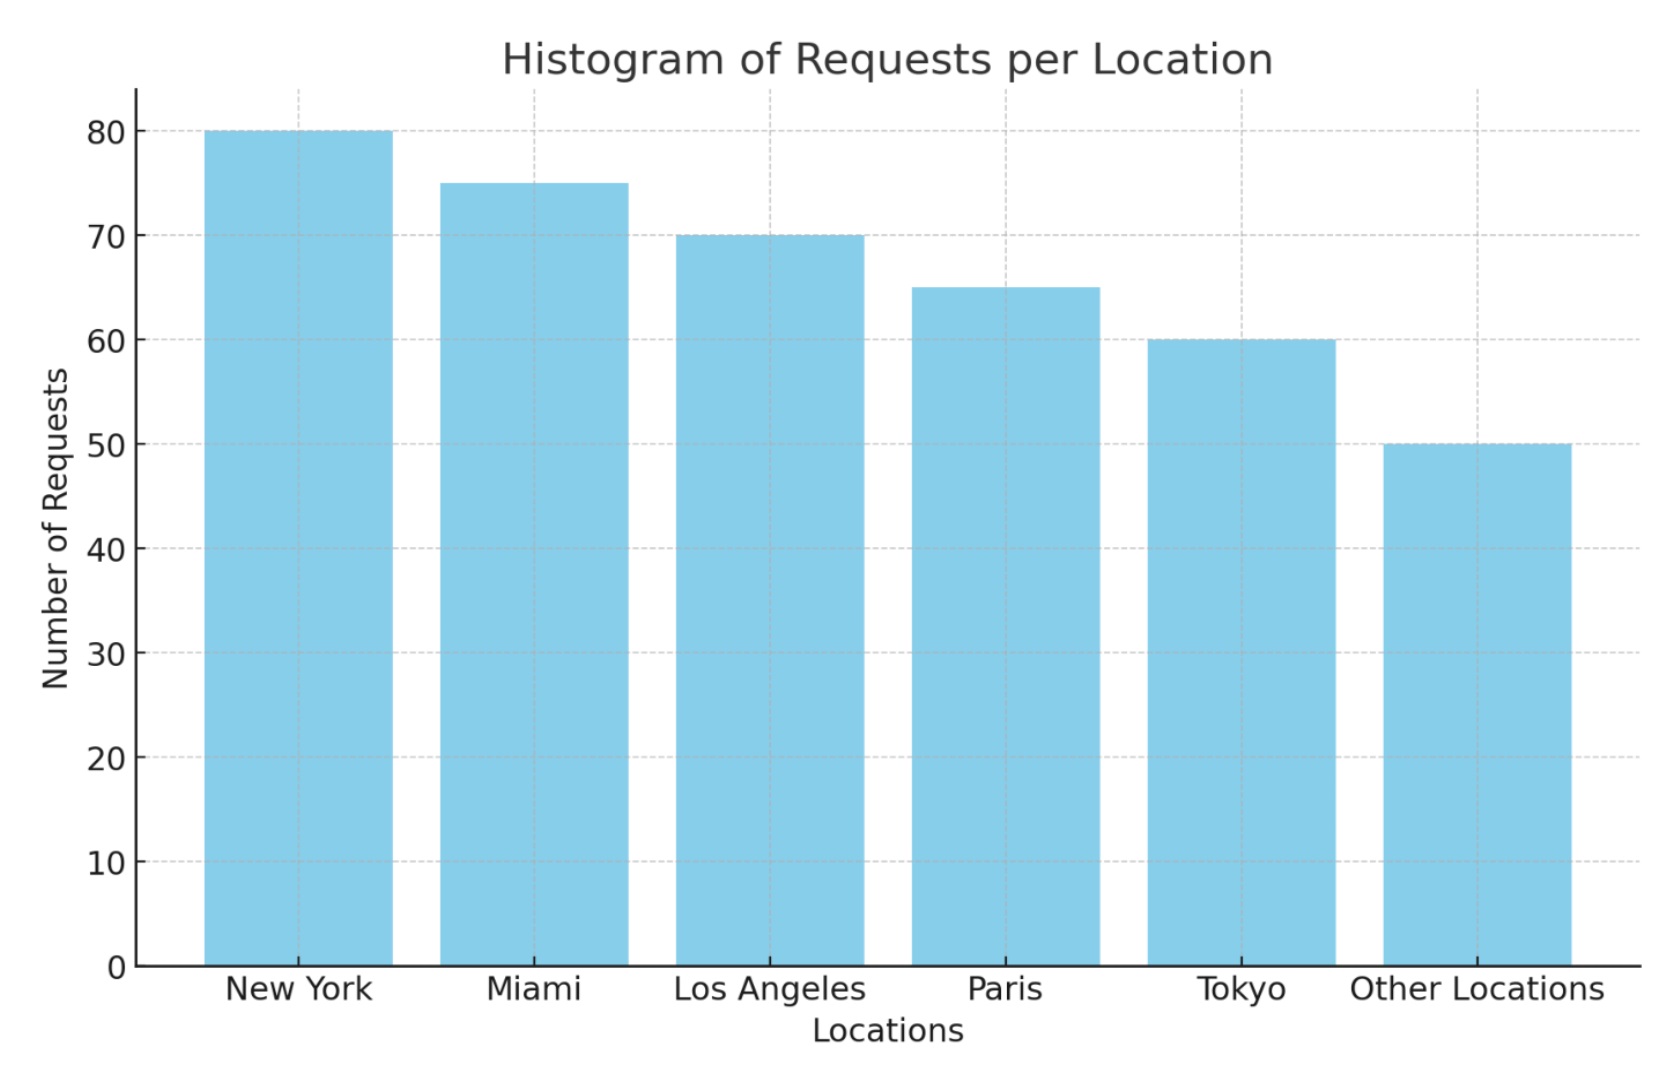 Histogram of Requests per Location
Number of Requests
80
70
60
50
40
30
20
10
0
New York Miami Los Angeles Paris Tokyo Other Locations
Locations